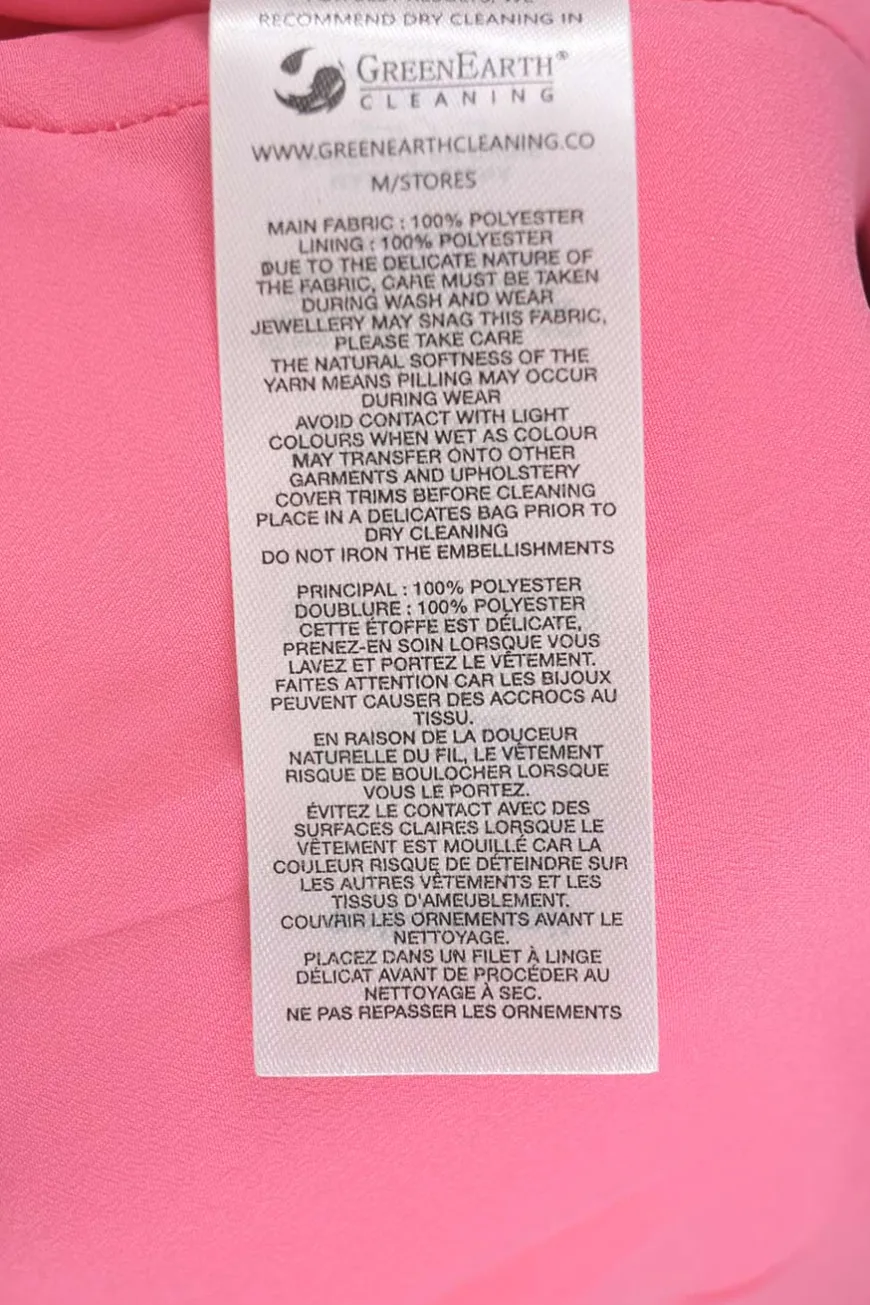 RECOMMEND DRY CLEANING IN
GREENEARTH®
CLEANING
WWW.GREENEARTHCLEANING.CO
M/STORES
MAIN FABRIC : 100% POLYESTER
LINING : 100% POLYESTER
DUE TO THE DELICATE NATURE OF
THE FABRIC, CARE MUST BE TAKEN
DURING WASH AND WEAR
JEWELLERY MAY SNAG THIS FABRIC,
PLEASE TAKE CARE
THE NATURAL SOFTNESS OF THE
YARN MEANS PILLING MAY OCCUR
DURING WEAR
AVOID CONTACT WITH LIGHT
COLOURS WHEN WET AS COLOUR
MAY TRANSFER ONTO OTHER
GARMENTS AND UPHOLSTERY
COVER TRIMS BEFORE CLEANING
PLACE IN A DELICATES BAG PRIOR TO
DRY CLEANING
DO NOT IRON THE EMBELLISHMENTS
PRINCIPAL : 100% POLYESTER
DOUBLURE : 100% POLYESTER
CETTE ÉTOFFE EST DÉLICATE,
PRENEZ-EN SOIN LORSQUE VOUS
LAVEZ ET PORTEZ LE VÊTEMENT.
FAITES ATTENTION CAR LES BIJOUX
PEUVENT CAUSER DES ACCROCS AU
TISSU.
EN RAISON DE LA DOUCEUR
NATURELLE DU FIL, LE VÊTEMENT
RISQUE DE BOULOCHER LORSQUE
VOUS LE PORTEZ.
ÉVITEZ LE CONTACT AVEC DES
SURFACES CLAIRES LORSQUE LE
VÊTEMENT EST MOUILLÉ CAR LA
COULEUR RISQUE DE DÉTEINDRE SUR
LES AUTRES VÊTEMENTS ET LES
TISSUS D'AMEUBLEMENT.
COUVRIR LES ORNEMENTS AVANT LE
NETTOYAGE.
PLACEZ DANS UN FILET À LINGE
DÉLICAT AVANT DE PROCÉDER AU
NETTOYAGE À SEC.
NE PAS REPASSER LES ORNEMENTS